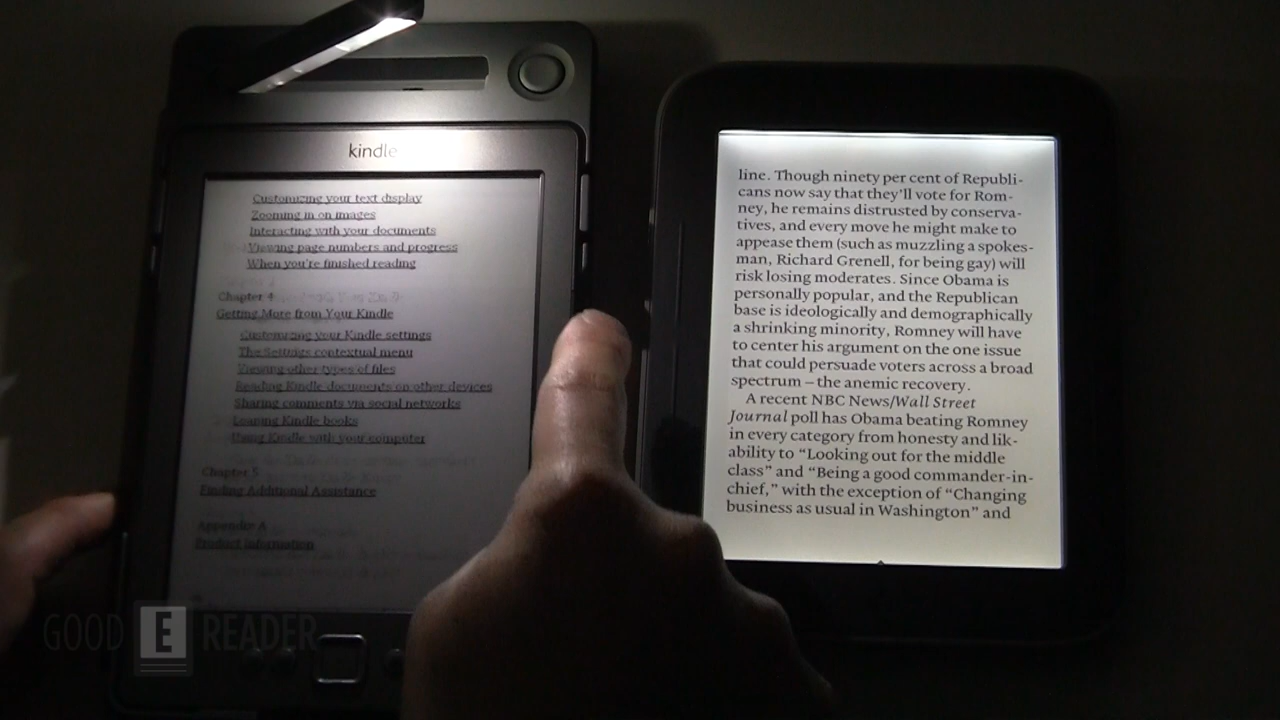 kindle
Customizing your text display
Zooming in on images
Interacting with your documents
Viewing page numbers and progress
When you're finished reading
Chapter 4
Getting More from Your Kindle
Customizing your Kindle settings
The Settings contextual menu
Viewing other types of files
Reading Kindle documents on other devices
Sharing comments via social networks
Loaning Kindle books
Using Kindle with your computer
Chapter 5
Finding Additional Assistance
Appendix A
Product Information
line. Though ninety per cent of Republi-
cans now say that they'll vote for Rom-
ney, he remains distrusted by conserva-
tives, and every move he might make to
appease them (such as muzzling a spokes-
man, Richard Grenell, for being gay) will
risk losing moderates. Since Obama is
personally popular, and the Republican
base is ideologically and demographically
a shrinking minority, Romney will have
to center his argument on the one issue
that could persuade voters across a broad
spectrum – the anemic recovery.
A recent NBC News/Wall Street
Journal poll has Obama beating Romney
in every category from honesty and lik-
ability to “Looking out for the middle
class” and “Being a good commander-in-
chief,” with the exception of “Changing
business as usual in Washington” and
GOOD E READER